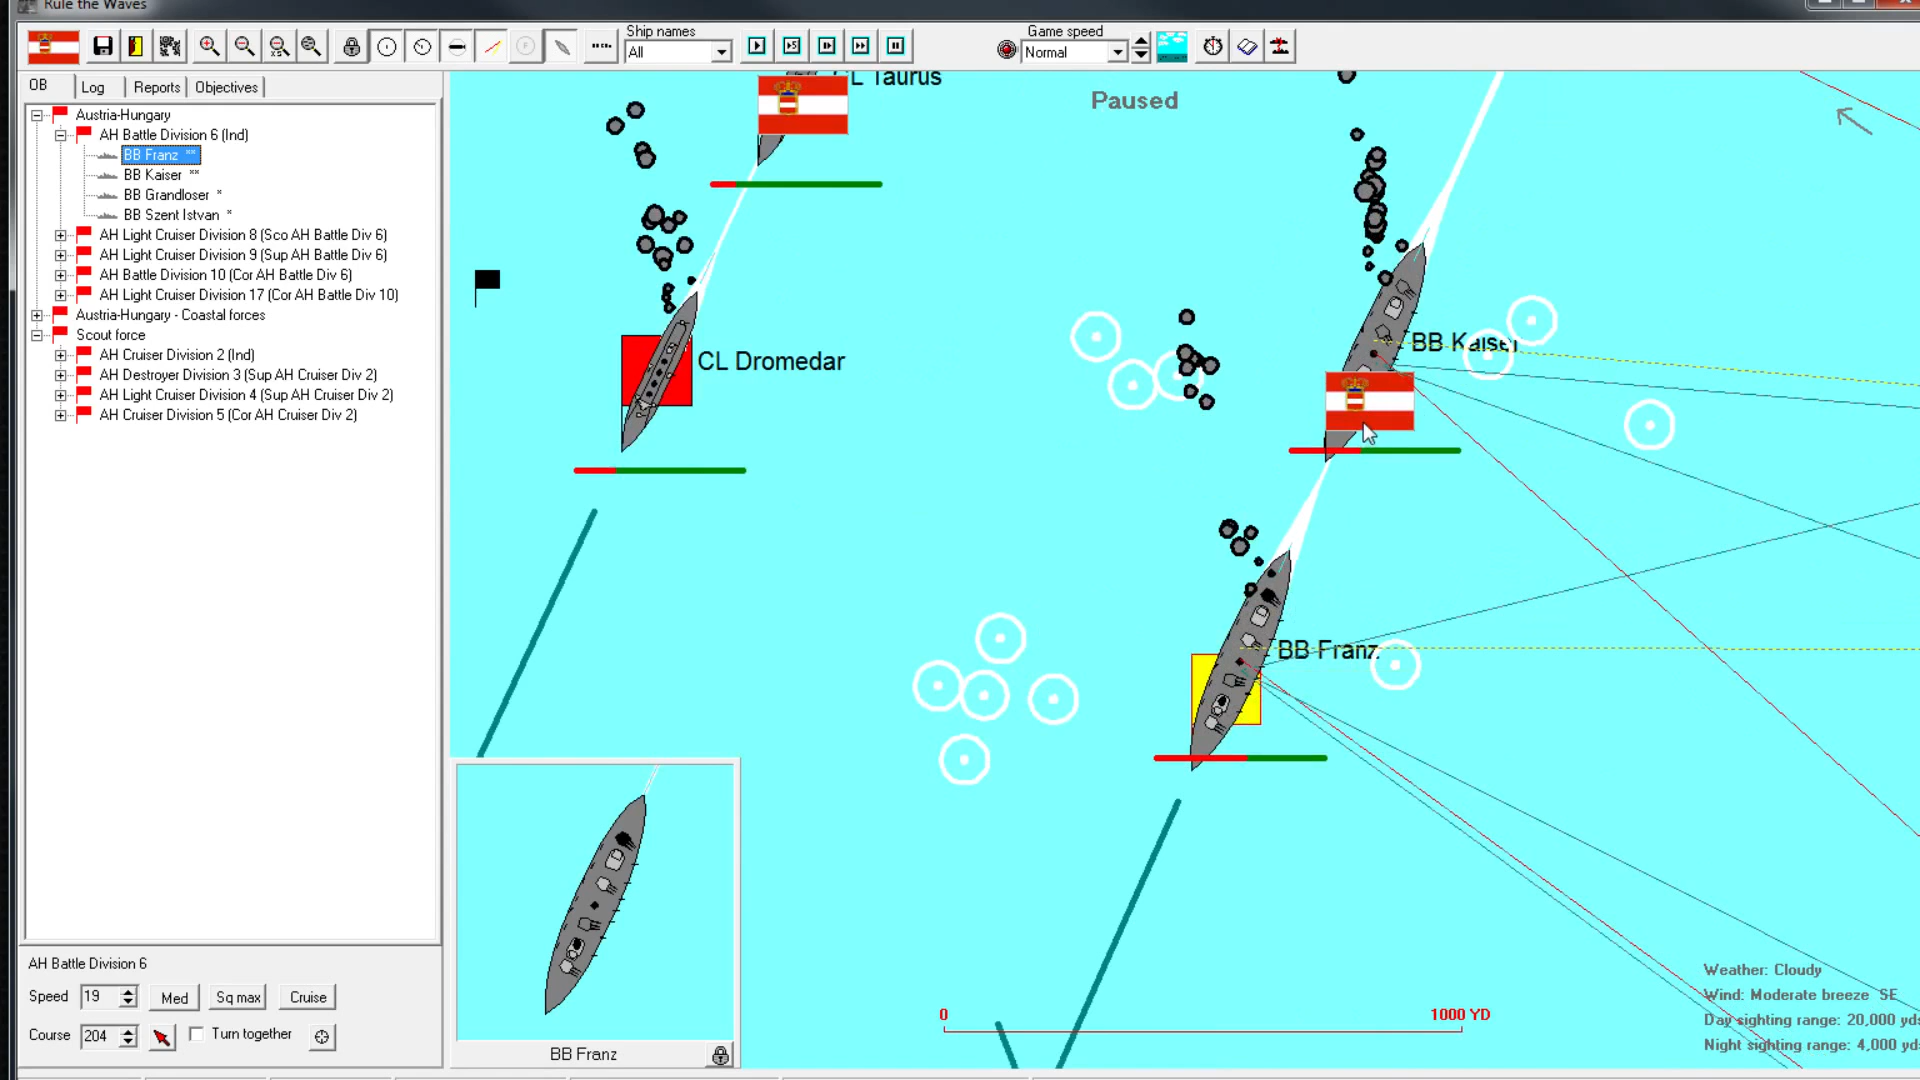 Rule the Waves
Ship names
All
Game speed
Normal
OB
Log
Reports
Objectives
Austria-Hungary
AH Battle Division 6 (Ind)
BB Franz **
BB Kaiser **
BB Grandloser *
BB Szent Istvan *
AH Light Cruiser Division 8 (Sco AH Battle Div 6)
AH Light Cruiser Division 9 (Sup AH Battle Div 6)
AH Battle Division 10 (Cor AH Battle Div 6)
AH Light Cruiser Division 17 (Cor AH Battle Div 10)
Austria-Hungary - Coastal forces
Scout force
AH Cruiser Division 2 (Ind)
AH Destroyer Division 3 (Sup AH Cruiser Div 2)
AH Light Cruiser Division 4 (Sup AH Cruiser Div 2)
AH Cruiser Division 5 (Cor AH Cruiser Div 2)
L Taurus
Paused
CL Dromedar
BB Kaiser
BB Franz
AH Battle Division 6
Speed 19 Med Sq max Cruise
Course 204 Turn together
BB Franz
0 1000 YD
Weather: Cloudy
Wind: Moderate breeze SE
Day sighting range: 20,000 yds
Night sighting range: 4,000 yd